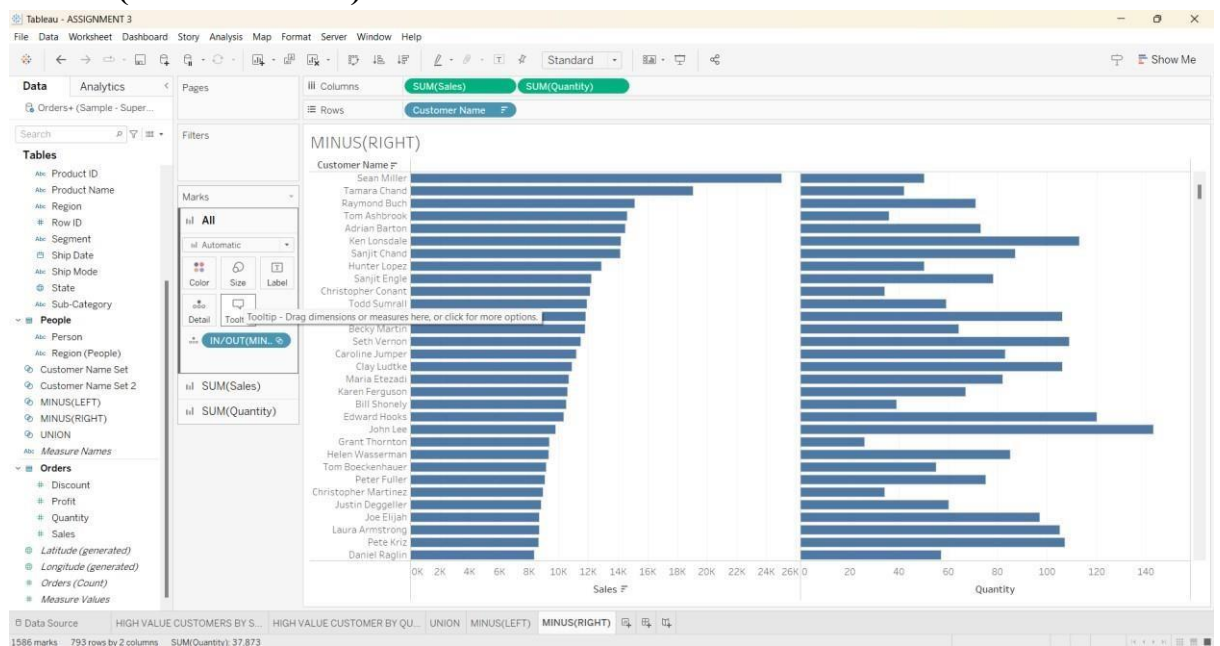 Tableau - ASSIGNMENT 3
File Data Worksheet Dashboard Story Analysis Map Format Server Window Help
Standard
Show Me
Data Analytics
Orders+ (Sample - Super...
Search
Tables
Abc Product ID
Abc Product Name
Abc Region
# Row ID
Abc Segment
Ship Date
Abc Ship Mode
State
Abc Sub-Category
People
Abc Person
Abc Region (People)
Customer Name Set
Customer Name Set 2
MINUS(LEFT)
MINUS(RIGHT)
UNION
Abc Measure Names
Orders
# Discount
# Profit
# Quantity
# Sales
Latitude (generated)
Longitude (generated)
# Orders (Count)
# Measure Values
Pages
Filters
Marks
All
Automatic
Color Size Label
Detail Toolt
Tooltip - Drag dimensions or measures here, or click for more options.
IN/OUT(MIN..
SUM(Sales)
SUM(Quantity)
Columns SUM(Sales) SUM(Quantity)
Rows Customer Name
MINUS(RIGHT)
Customer Name
Sean Miller
Tamara Chand
Raymond Buch
Tom Ashbrook
Adrian Barton
Ken Lonsdale
Sanjit Chand
Hunter Lopez
Sanjit Engle
Christopher Conant
Todd Sumrall
Becky Martin
Seth Vernon
Caroline Jumper
Clay Ludtke
Maria Etezadi
Karen Ferguson
Bill Shonely
Edward Hooks
John Lee
Grant Thornton
Helen Wasserman
Tom Boeckenhauer
Peter Fuller
Christopher Martinez
Justin Deggeller
Joe Elijah
Laura Armstrong
Pete Kriz
Daniel Raglin
0K 2K 4K 6K 8K 10K 12K 14K 16K 18K 20K 22K 24K 26K 0 20 40 60 80 100 120 140
Sales Quantity
Data Source HIGH VALUE CUSTOMERS BY S... HIGH VALUE CUSTOMER BY QU... UNION MINUS(LEFT) MINUS(RIGHT)
1586 marks 793 rows by 2 columns SUM(Quantity): 37,873